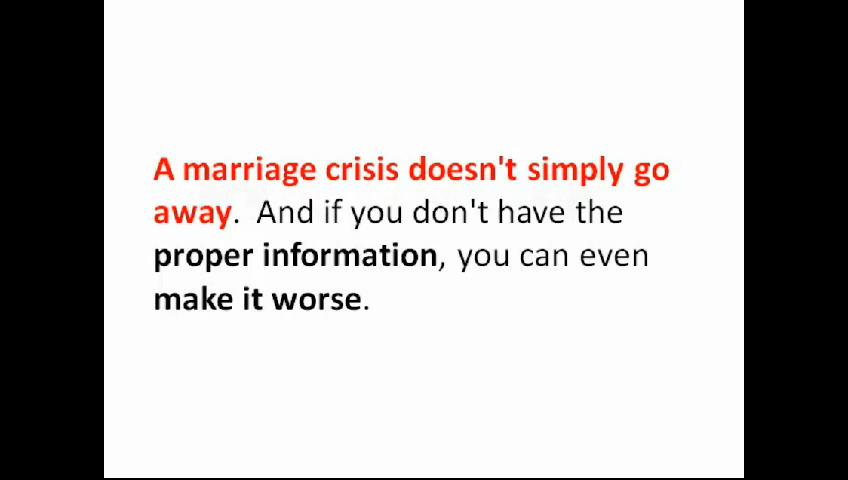 A marriage crisis doesn't simply go
away.  And if you don't have the
proper information, you can even
make it worse.